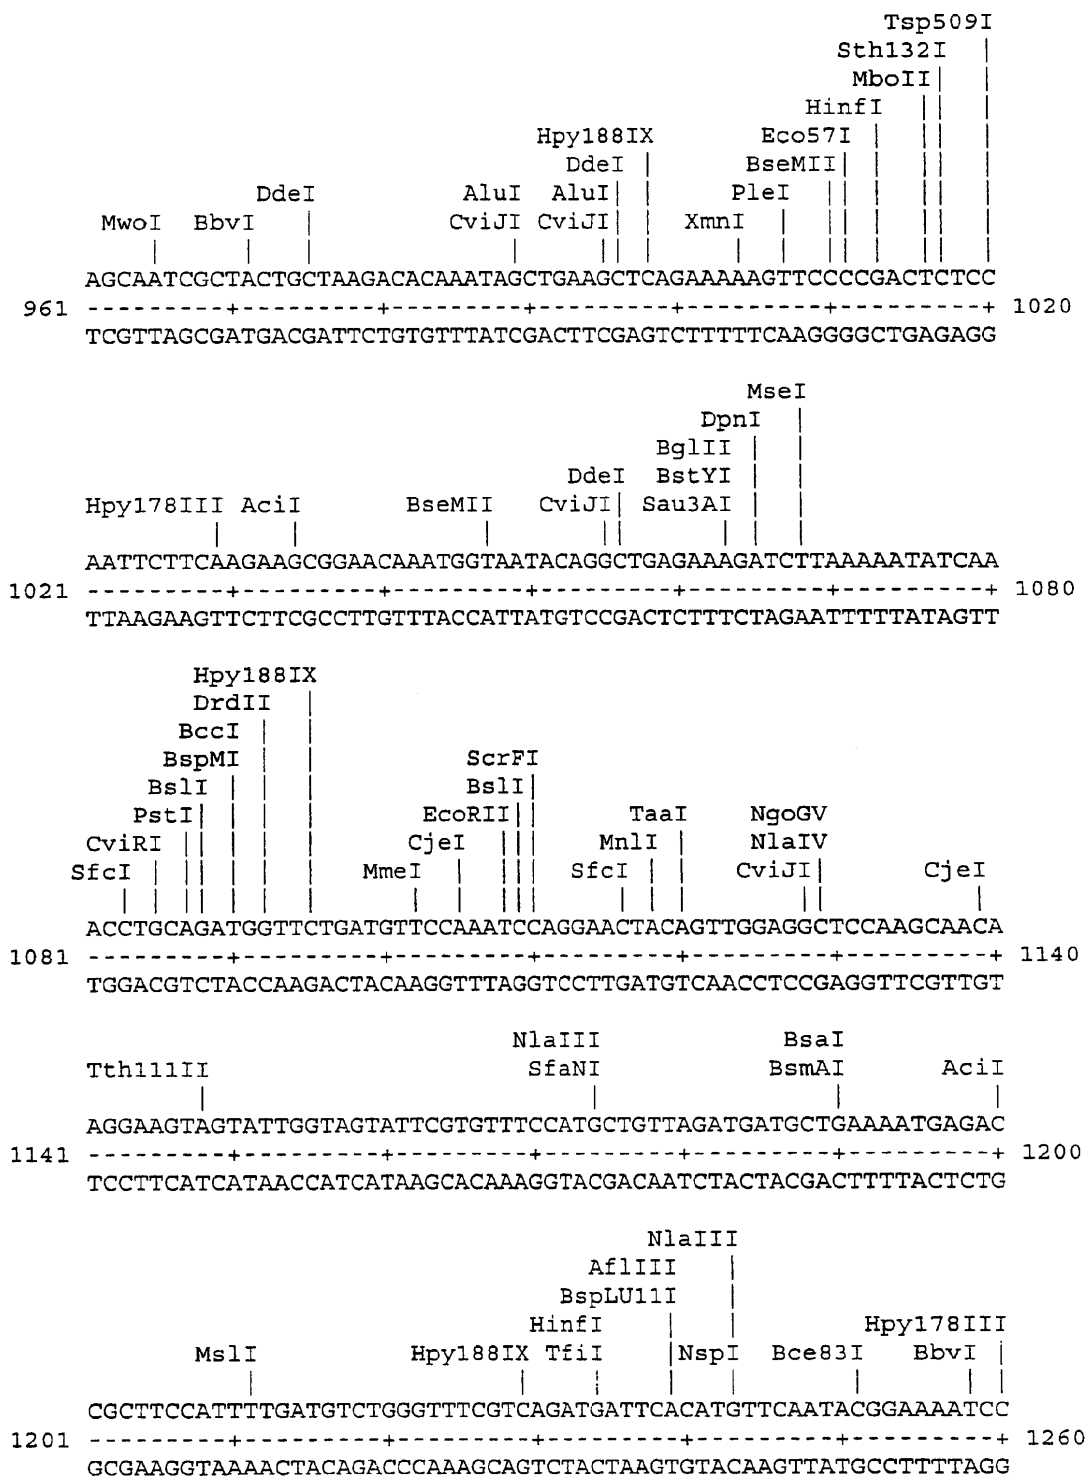 Tsp509I
Sth132I
MboII
HinfI
Hpy188IX Eco57I
DdeI BseMII
DdeI AluI AluI PleI
MwoI BbvI CviJI CviJI XmnI
AGCAATCGCTACTGCTAAGACACAAATAGCTGAAGCTCAGAAAAAGTTCCCCGACTCTCC
961 ---------+---------+---------+---------+---------+---------+ 1020
TCGTTAGCGATGACGATTCTGTGTTTATCGACTTCGAGTCTTTTTCAAGGGGCTGAGAGG
MseI
DpnI
BglII
DdeI BstYI
Hpy178III AciI BseMII CviJI Sau3AI
AATTCTTCAAGAAGCGGAACAAATGGTAATACAGGCTGAGAAAGATCTTAAAAATATCAA
1021 ---------+---------+---------+---------+---------+---------+ 1080
TTAAGAAGTTCTTCGCCTTGTTTACCATTATGTCCGACTCTTTCTAGAATTTTTATAGTT
Hpy188IX
DrdII
BccI
BspMI ScrFI
BslI BslI
PstI EcoRII TaaI NgoGV
CviRI CjeI MnlI NlaIV
SfcI MmeI SfcI CviJI CjeI
ACCTGCAGATGGTTCTGATGTTCCAAATCCAGGAACTACAGTTGGAGGCTCCAAGCAACA
1081 ---------+---------+---------+---------+---------+---------+ 1140
TGGACGTCTACCAAGACTACAAGGTTTAGGTCCTTGATGTCAACCTCCGAGGTTCGTTGT
NlaIII BsaI
Tth111II SfaNI BsmAI AciI
AGGAAGTAGTATTGGTAGTATTCGTGTTTCCATGCTGTTAGATGATGCTGAAAATGAGAC
1141 ---------+---------+---------+---------+---------+---------+ 1200
TCCTTCATCATAACCATCATAAGCACAAAGGTACGACAATCTACTACGACTTTTACTCTG
NlaIII
AflIII
BspLU11I
HinfI Hpy178III
MslI Hpy188IX TfiI NspI Bce83I BbvI
CGCTTCCATTTTGATGTCTGGGTTTCGTCAGATGATTCACATGTTCAATACGGAAAATCC
1201 ---------+---------+---------+---------+---------+---------+ 1260
GCGAAGGTAAAACTACAGACCCAAAGCAGTCTACTAAGTGTACAAGTTATGCCTTTTAGG